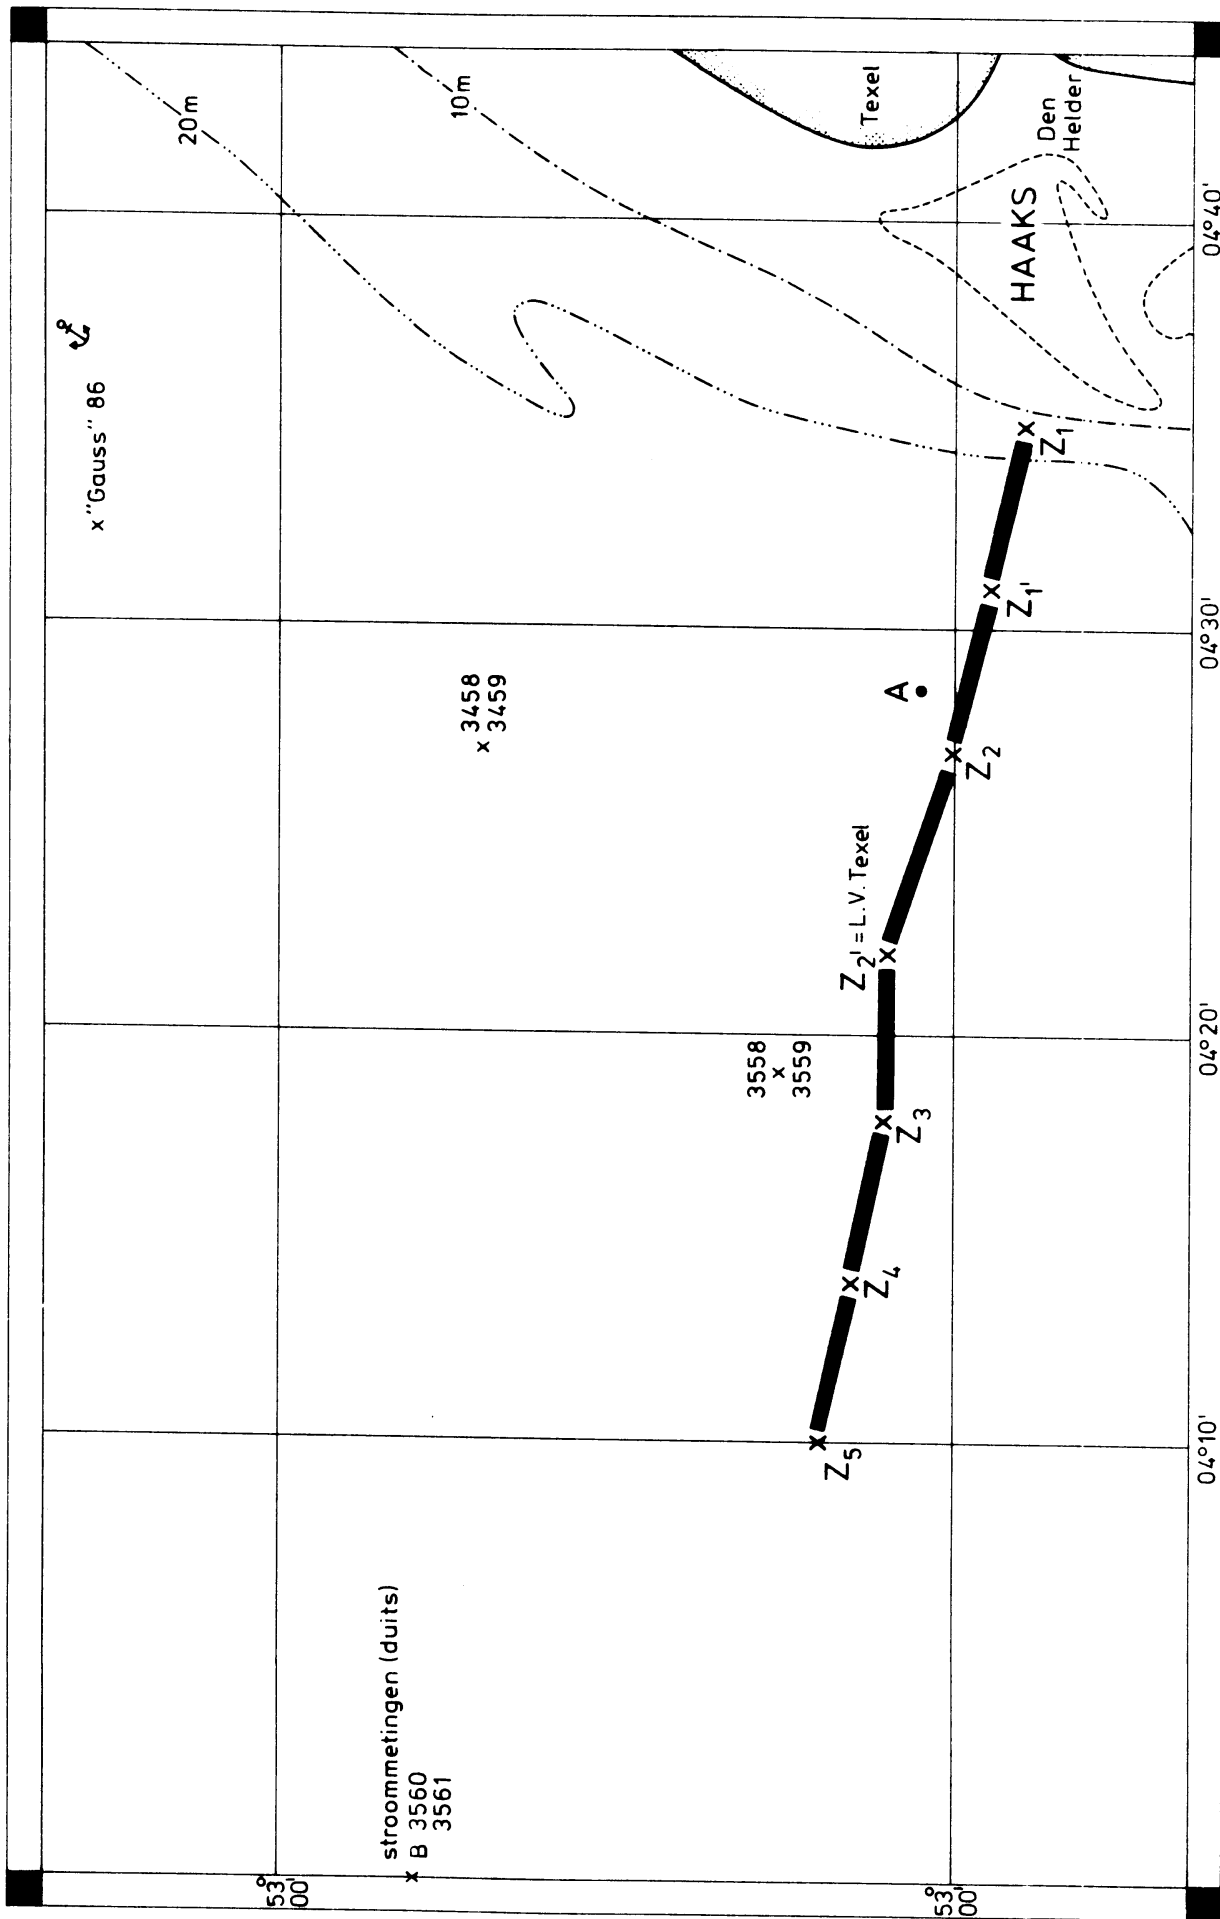 x "Gauss" 86
20m
10m
Texel
Den
Helder
HAAKS
x 3458
3459
A
Z1
Z1'
Z2
Z2' = L.V. Texel
3558
x
3559
Z3
Z4
Z5
stroommetingen (duits)
x B 3560
3561
53°
00'
53°
00'
04°10'
04°20'
04°30'
04°40'